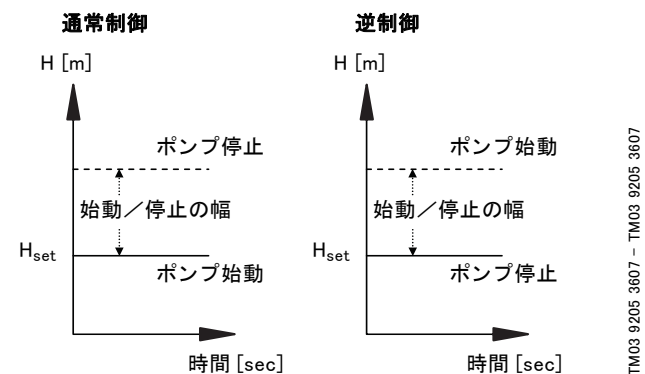 通常制御
H [m]
ポンプ停止
始動／停止の幅
Hset
ポンプ始動
時間 [sec]
逆制御
H [m]
ポンプ始動
始動／停止の幅
Hset
ポンプ停止
時間 [sec]
TM03 9205 3607 - TM03 9205 3607